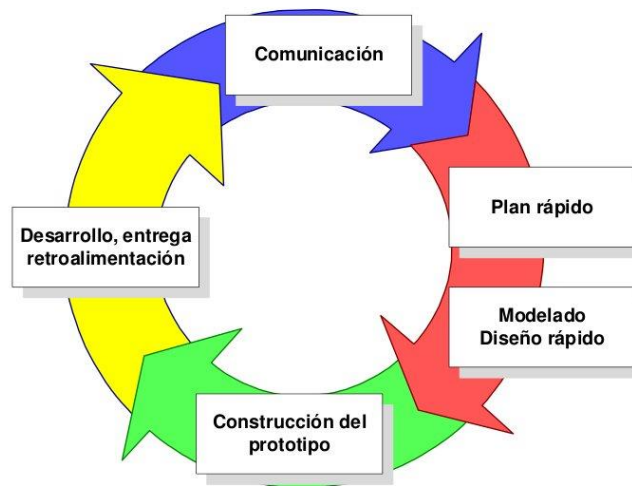 Comunicación
Plan rápido
Modelado
Diseño rápido
Construcción del
prototipo
Desarrollo, entrega
retroalimentación